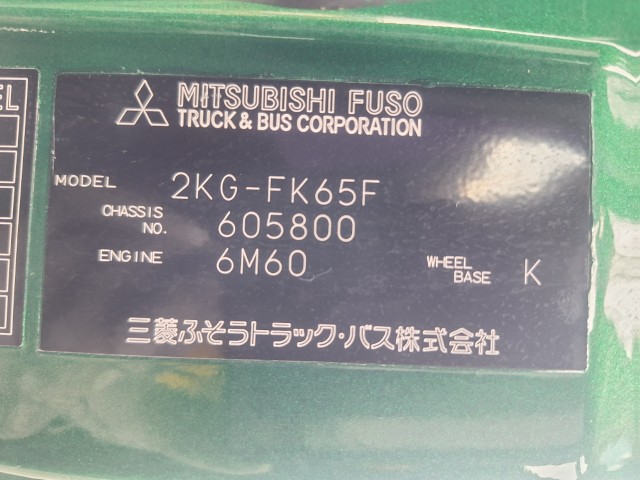 EL
MITSUBISHI FUSO
TRUCK & BUS CORPORATION
MODEL 2KG-FK65F
CHASSIS NO. 605800
ENGINE 6M60 WHEEL BASE K
三菱ふそうトラック・バス株式会社